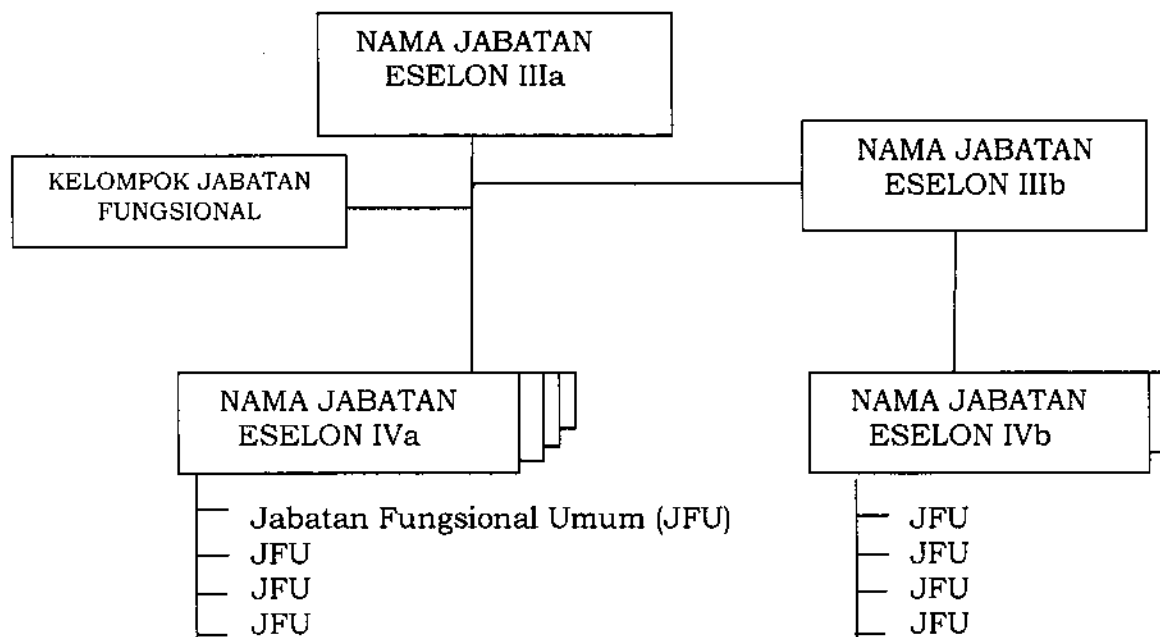 NAMA JABATAN
ESELON IIIa
NAMA JABATAN
ESELON IIIb
KELOMPOK JABATAN
FUNGSIONAL
NAMA JABATAN
ESELON IVa
NAMA JABATAN
ESELON IVb
Jabatan Fungsional Umum (JFU)
JFU
JFU
JFU
JFU
JFU
JFU
JFU